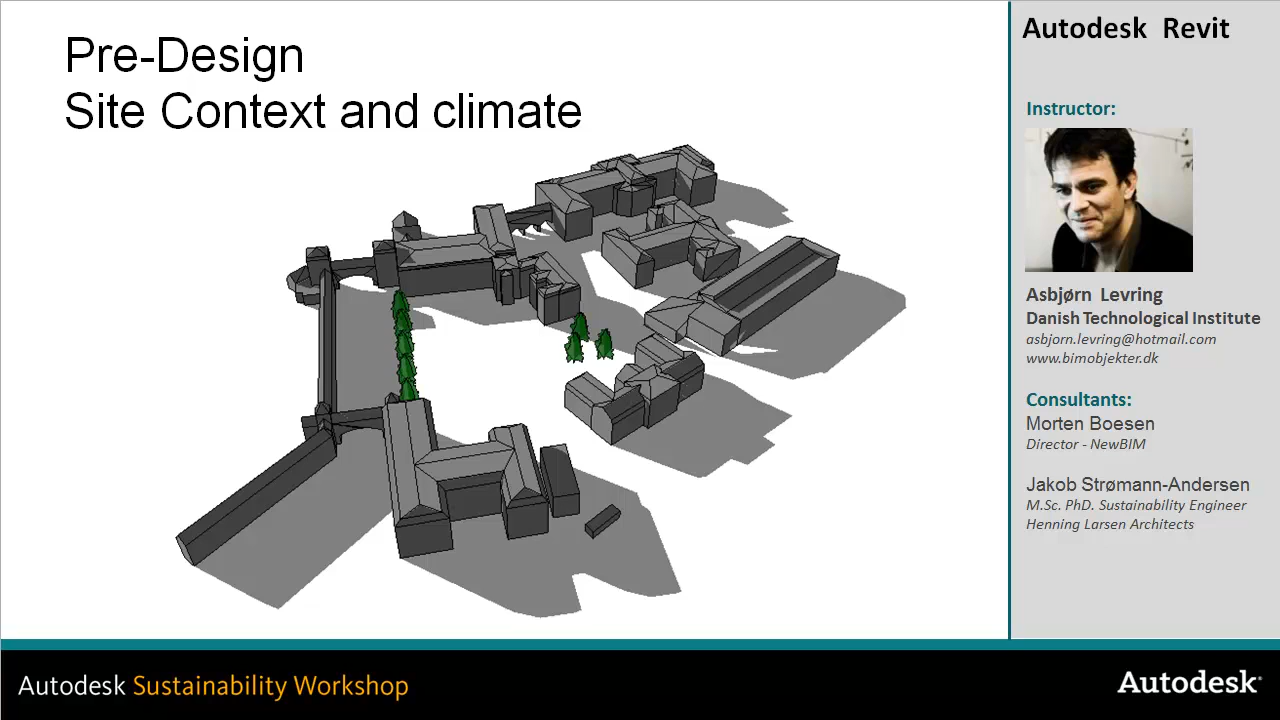 Pre-Design
Site Context and climate
Autodesk Revit
Instructor:
Asbjørn Levring
Danish Technological Institute
asbjorn.levring@hotmail.com
www.bimobjekter.dk
Consultants:
Morten Boesen
Director - NewBIM
Jakob Strømann-Andersen
M.Sc. PhD. Sustainability Engineer
Henning Larsen Architects
Autodesk Sustainability Workshop
Autodesk